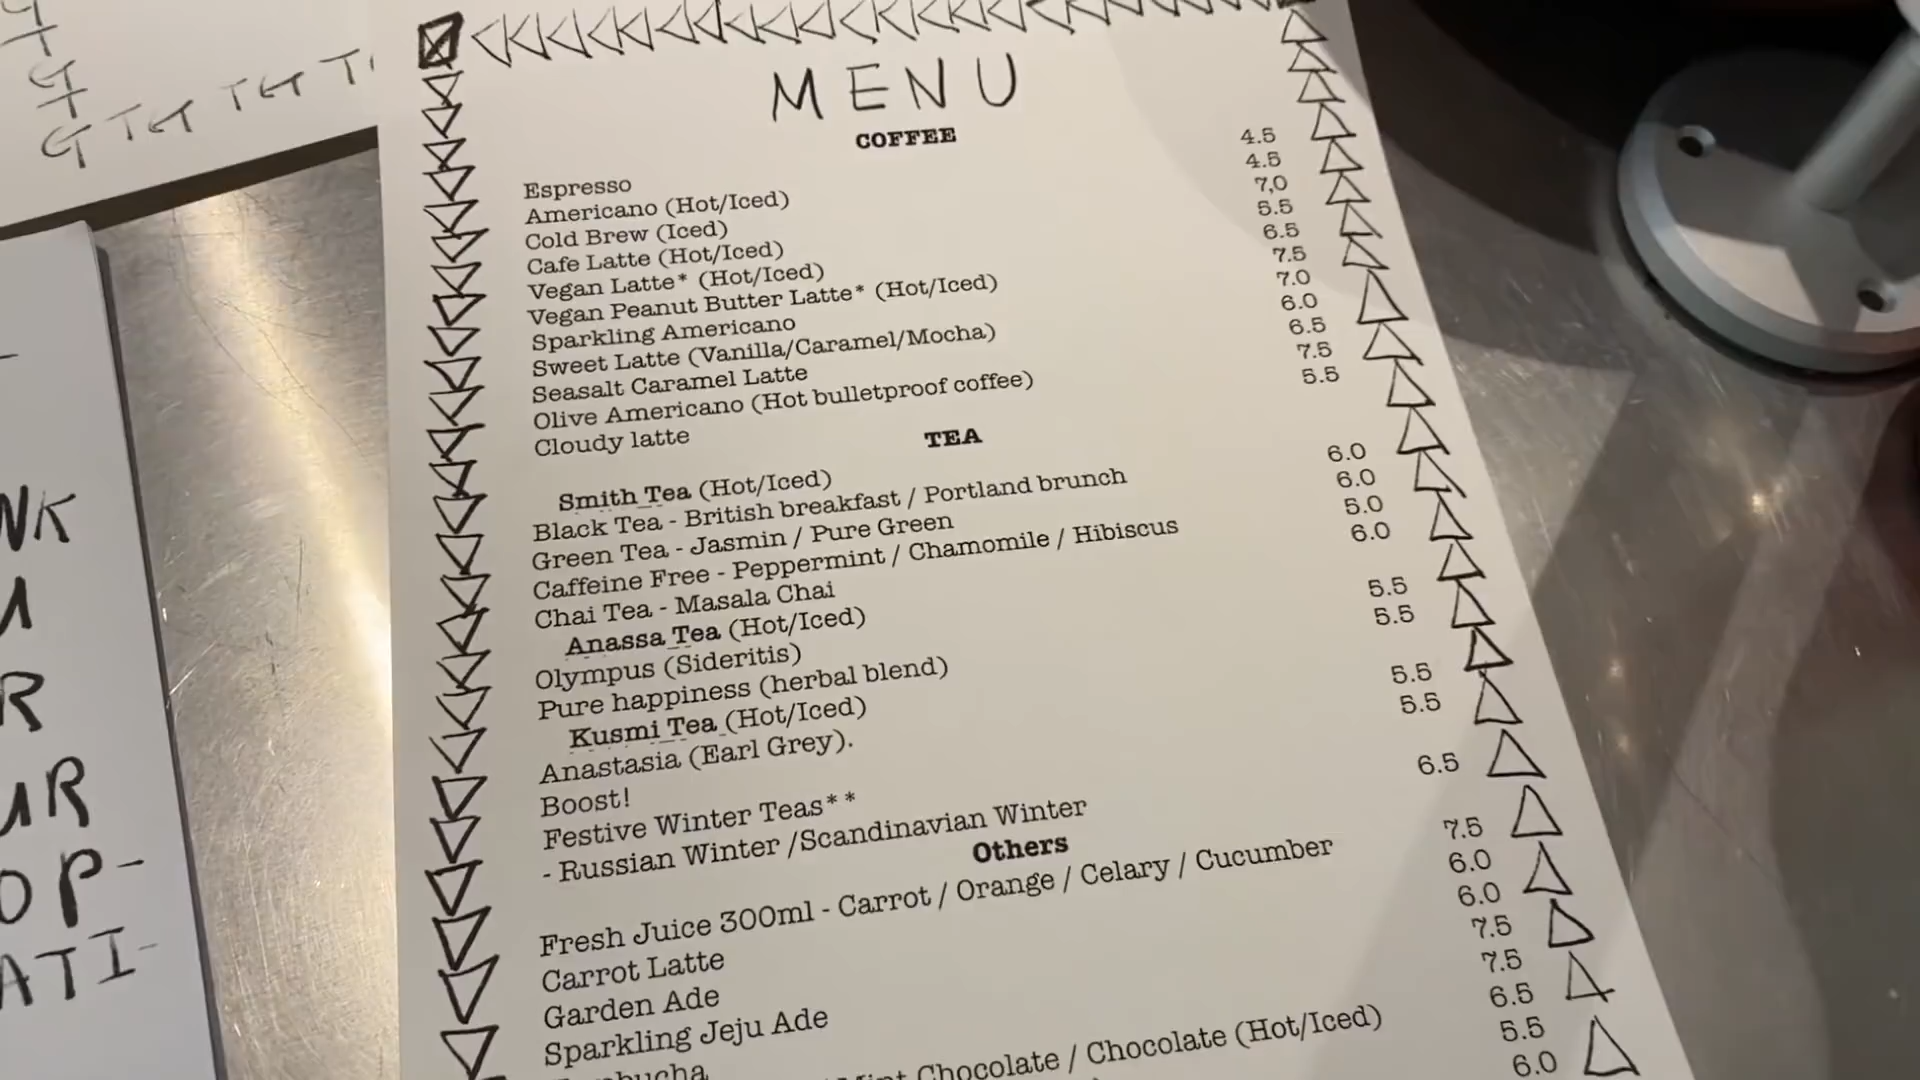 MENU
COFFEE
Espresso 4.5
Americano (Hot/Iced) 4.5
Cold Brew (Iced) 7,0
Cafe Latte (Hot/Iced) 5.5
Vegan Latte* (Hot/Iced) 6.5
Vegan Peanut Butter Latte* (Hot/Iced) 7.5
Sparkling Americano 7.0
Sweet Latte (Vanilla/Caramel/Mocha) 6.0
Seasalt Caramel Latte 6.5
Olive Americano (Hot bulletproof coffee) 7.5
Cloudy latte 5.5
TEA
Smith Tea (Hot/Iced)
Black Tea - British breakfast / Portland brunch 6.0
Green Tea - Jasmin / Pure Green 6.0
Caffeine Free - Peppermint / Chamomile / Hibiscus 5.0
Chai Tea - Masala Chai 6.0
Anassa Tea (Hot/Iced)
Olympus (Sideritis) 5.5
Pure happiness (herbal blend) 5.5
Kusmi Tea (Hot/Iced)
Anastasia (Earl Grey). 5.5
Boost! 5.5
Festive Winter Teas**
- Russian Winter /Scandinavian Winter 6.5
Others
Fresh Juice 300ml - Carrot / Orange / Celary / Cucumber 7.5
Carrot Latte 6.0
Garden Ade 6.0
Sparkling Jeju Ade 7.5
7.5
Chocolate / Chocolate (Hot/Iced) 6.5
5.5
6.0
NK
U
R
UR
OP-
ATI-